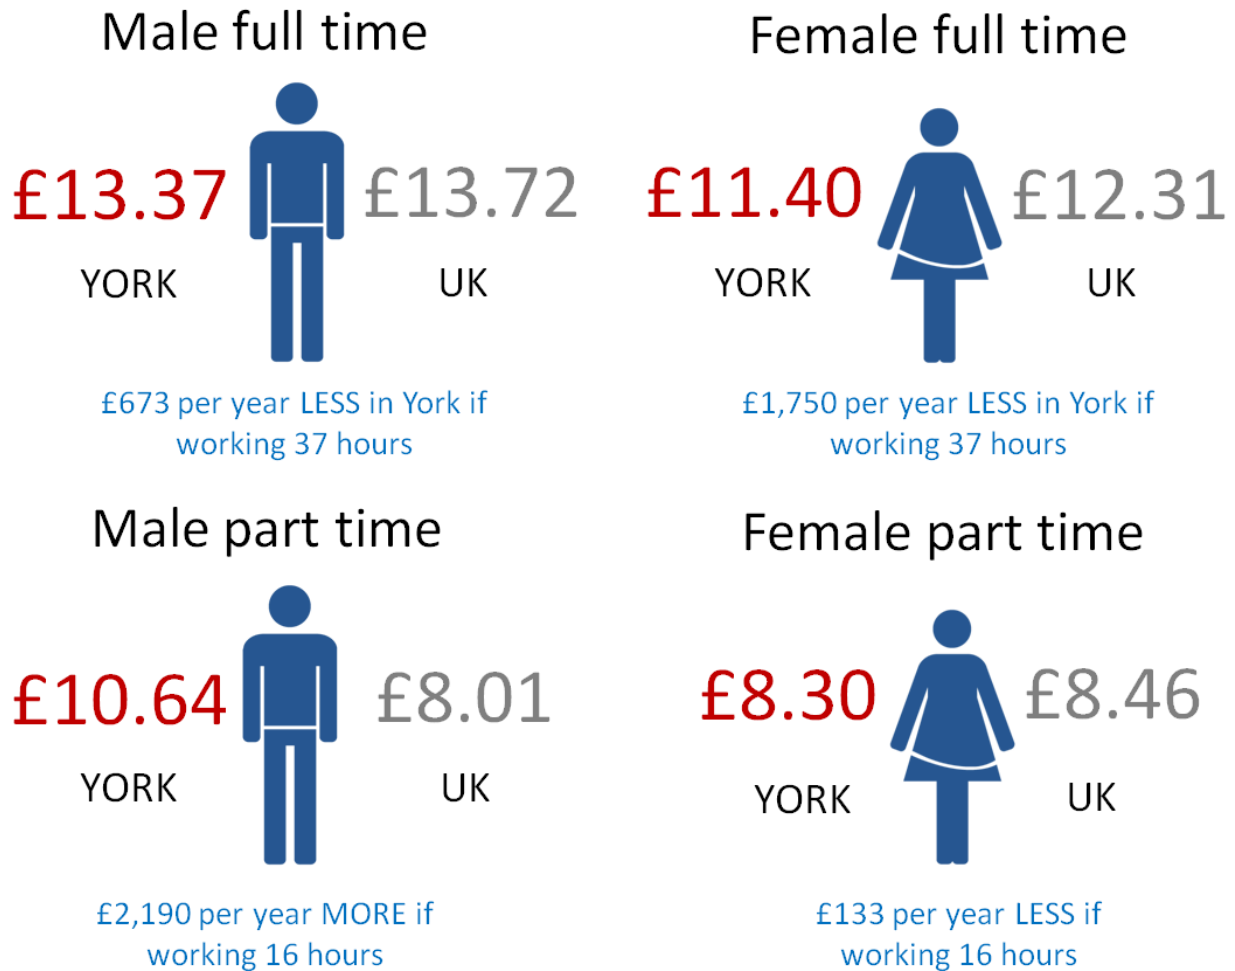 Male full time
£13.37
£13.72
YORK
UK
£673 per year LESS in York if
working 37 hours
Female full time
£11.40
£12.31
YORK
UK
£1,750 per year LESS in York if
working 37 hours
Male part time
£10.64
£8.01
YORK
UK
£2,190 per year MORE if
working 16 hours
Female part time
£8.30
£8.46
YORK
UK
£133 per year LESS if
working 16 hours